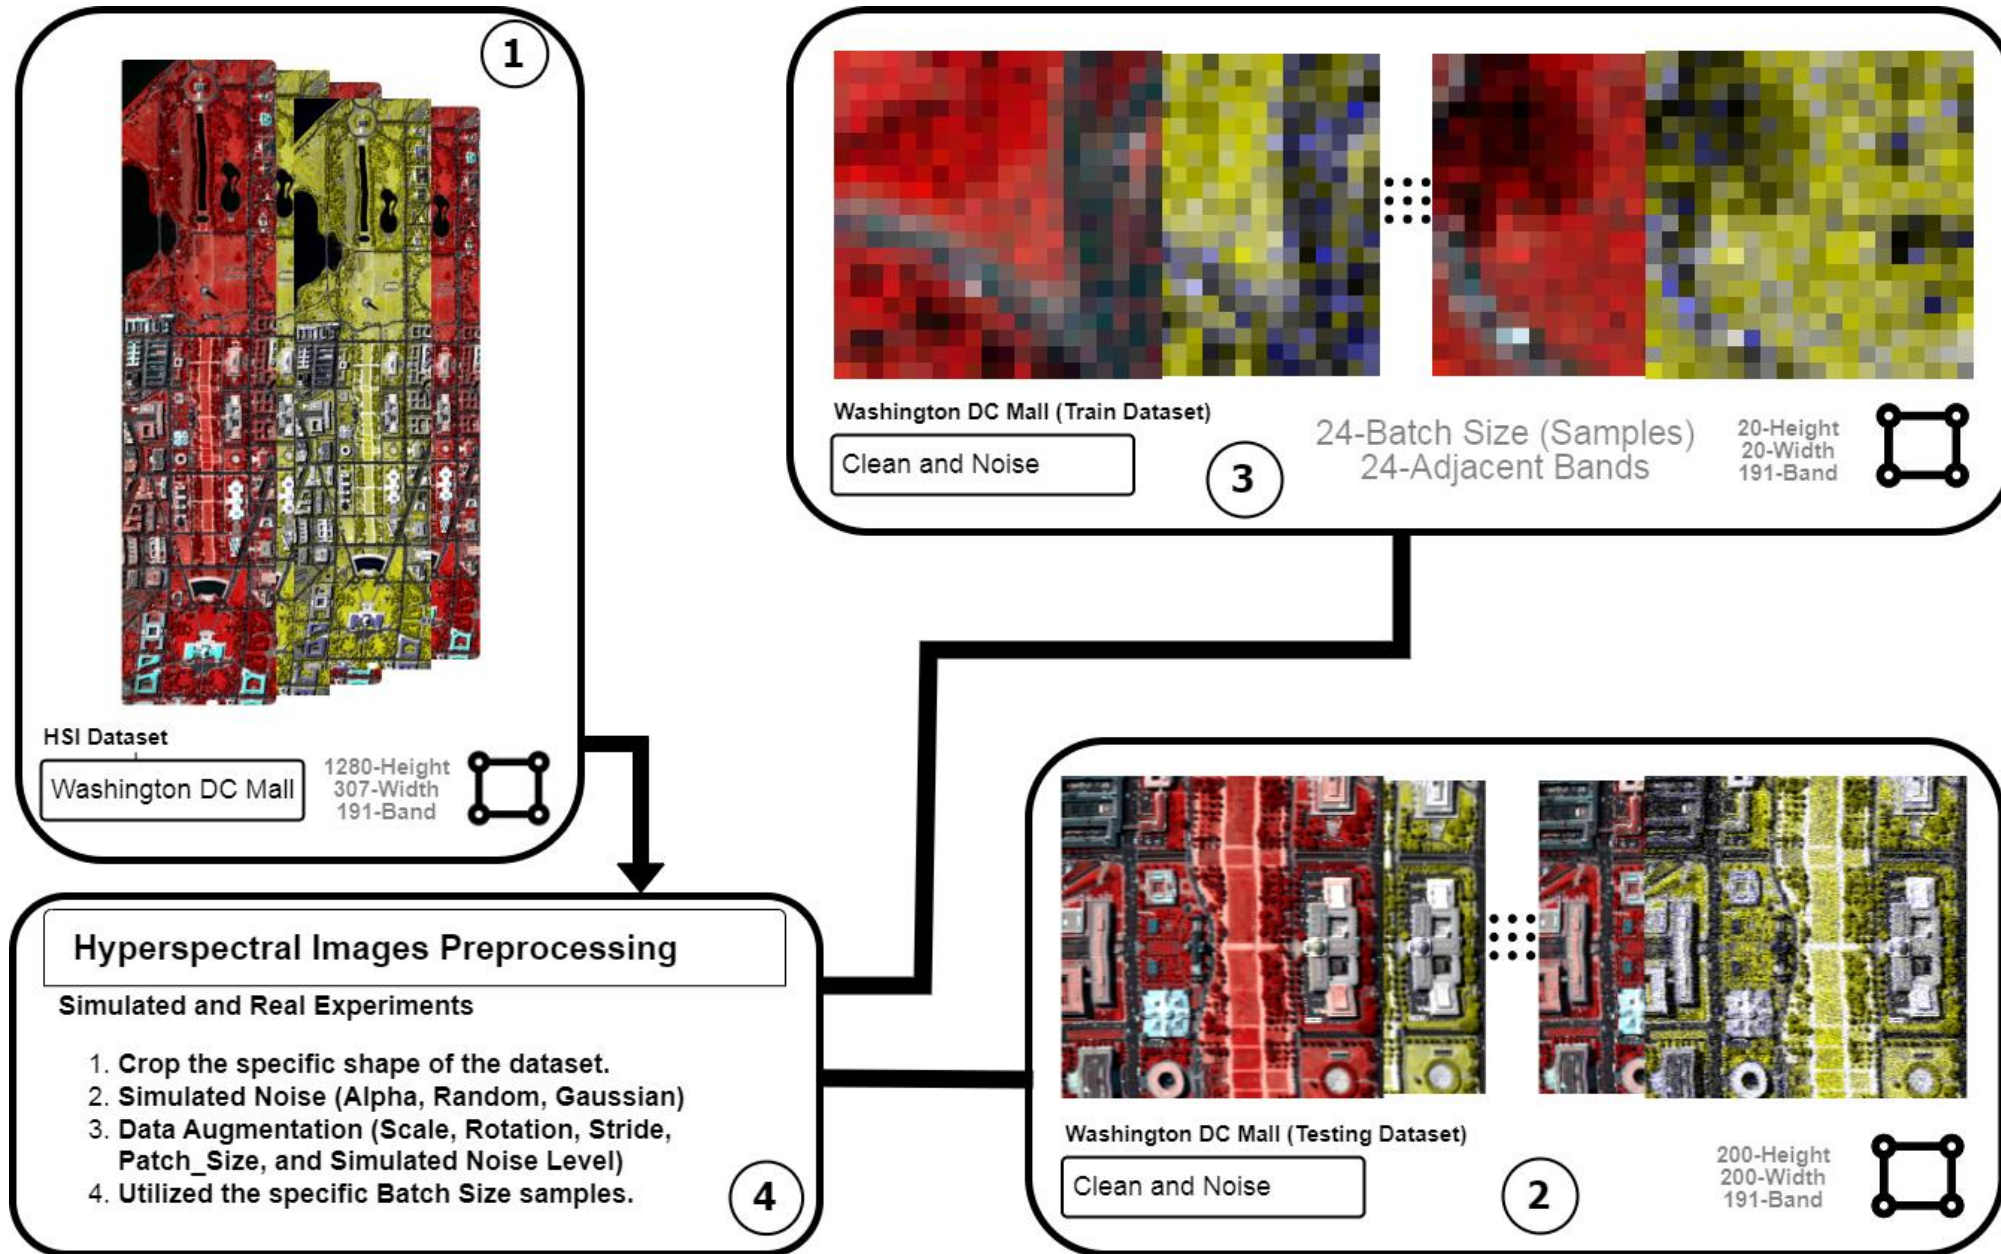 1
HSI Dataset
Washington DC Mall
1280-Height
307-Width
191-Band
Washington DC Mall (Train Dataset)
Clean and Noise
3
24-Batch Size (Samples)
24-Adjacent Bands
20-Height
20-Width
191-Band
Hyperspectral Images Preprocessing
Simulated and Real Experiments
1. Crop the specific shape of the dataset.
2. Simulated Noise (Alpha, Random, Gaussian)
3. Data Augmentation (Scale, Rotation, Stride,
Patch_Size, and Simulated Noise Level)
4. Utilized the specific Batch Size samples.
4
Washington DC Mall (Testing Dataset)
Clean and Noise
2
200-Height
200-Width
191-Band